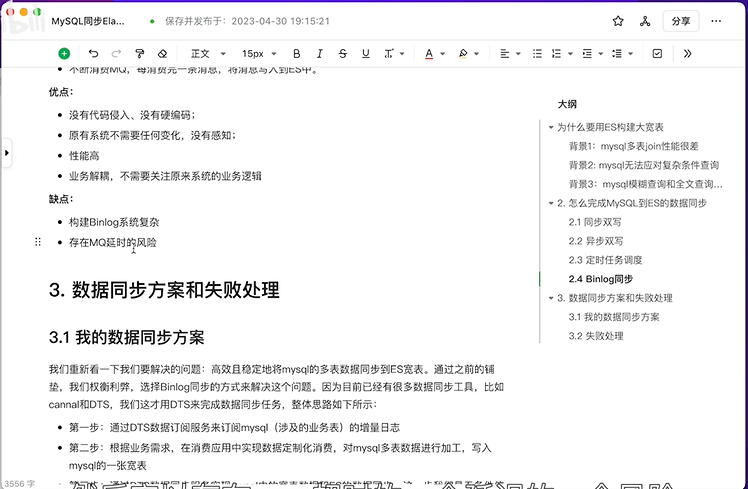 MySQL同步Ela...
保存并发布于：2023-04-30 19:15:21
分享
正文
15px
B I S U T A
不断消费MQ，每消费完一条消息，将消息写入到ES中。
优点：
没有代码侵入、没有硬编码；
原有系统不需要任何变化，没有感知；
性能高
业务解耦，不需要关注原来系统的业务逻辑
缺点：
构建Binlog系统复杂
存在MQ延时的风险
3. 数据同步方案和失败处理
3.1 我的数据同步方案
我们重新看一下我们要解决的问题：高效且稳定地将mysql的多表数据同步到ES宽表。通过之前的铺
垫，我们权衡利弊，选择Binlog同步的方式来解决这个问题。因为目前已经有很多数据同步工具，比如
cannal和DTS，我们这才用DTS来完成数据同步任务，整体思路如下所示：
第一步：通过DTS数据订阅服务来订阅mysql（涉及的业务表）的增量日志
第二步：根据业务需求，在消费应用中实现数据定制化消费，对mysql多表数据进行加工，写入
mysql的一张宽表
3556 字
大纲
为什么要用ES构建大宽表
背景1：mysql多表join性能很差
背景2: mysql无法应对复杂条件查询
背景3：mysql模糊查询和全文查询...
2. 怎么完成MySQL到ES的数据同步
2.1 同步双写
2.2 异步双写
2.3 定时任务调度
2.4 Binlog同步
3. 数据同步方案和失败处理
3.1 我的数据同步方案
3.2 失败处理